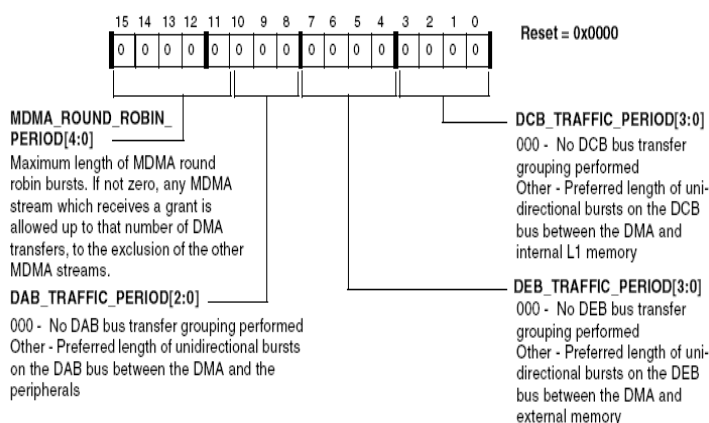 15 14 13 12 11 10 9 8 7 6 5 4 3 2 1 0
0 0 0 0 0 0 0 0 0 0 0 0 0 0 0 0
Reset = 0x0000
MDMA_ROUND_ROBIN_
PERIOD[4:0]
Maximum length of MDMA round
robin bursts. If not zero, any MDMA
stream which receives a grant is
allowed up to that number of DMA
transfers, to the exclusion of the other
MDMA streams.
DAB_TRAFFIC_PERIOD[2:0]
000 - No DAB bus transfer grouping performed
Other - Preferred length of unidirectional bursts
on the DAB bus between the DMA and the
peripherals
DCB_TRAFFIC_PERIOD[3:0]
000 - No DCB bus transfer
grouping performed
Other - Preferred length of uni-
directional bursts on the DCB
bus between the DMA and
internal L1 memory
DEB_TRAFFIC_PERIOD[3:0]
000 - No DEB bus transfer
grouping performed
Other - Preferred length of uni-
directional bursts on the DEB
bus between the DMA and
external memory